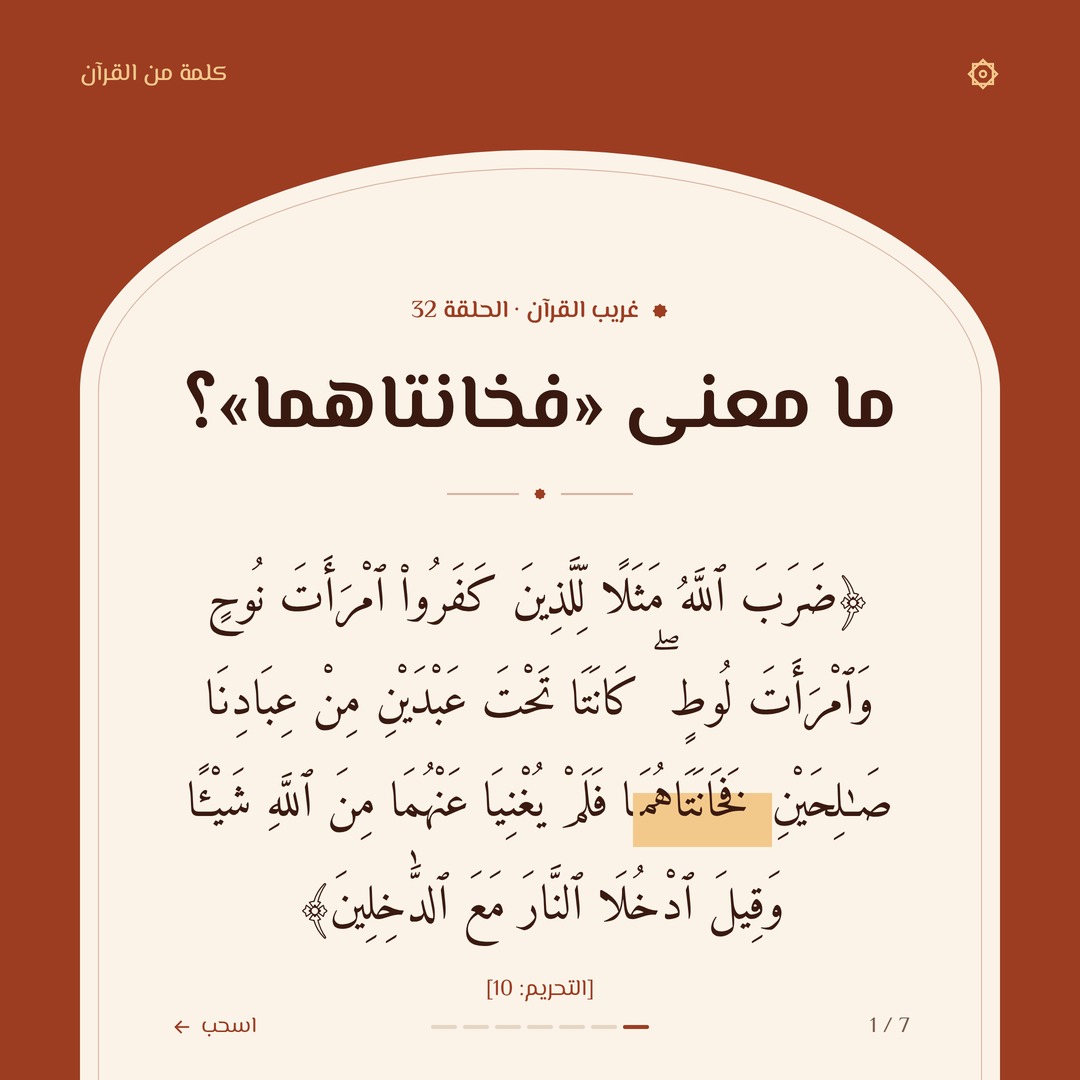 كلمة من القرآن
غريب القرآن · الحلقة 32
ما معنى «فخانتاهما»؟
﴿ضَرَبَ ٱللَّهُ مَثَلًا لِّلَّذِينَ كَفَرُوا۟ ٱمْرَأَتَ نُوحٍ
وَٱمْرَأَتَ لُوطٍ ۖ كَانَتَا تَحْتَ عَبْدَيْنِ مِنْ عِبَادِنَا
صَـٰلِحَيْنِ فَخَانَتَاهُمَا فَلَمْ يُغْنِيَا عَنْهُمَا مِنَ ٱللَّهِ شَيْـًٔا
وَقِيلَ ٱدْخُلَا ٱلنَّارَ مَعَ ٱلدَّٰخِلِينَ﴾
[التحريم: 10]
1 / 7
اسحب ←